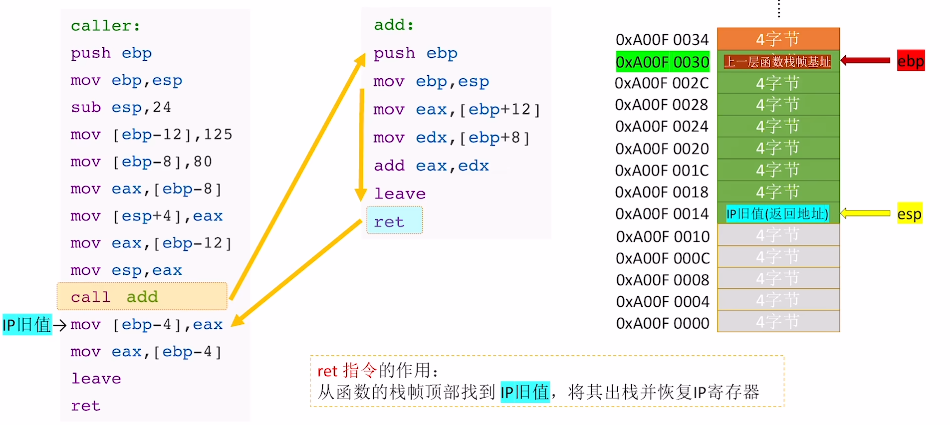 caller:
push ebp
mov ebp,esp
sub esp,24
mov [ebp-12],125
mov [ebp-8],80
mov eax,[ebp-8]
mov [esp+4],eax
mov eax,[ebp-12]
mov esp,eax
call add
IP旧值
mov [ebp-4],eax
mov eax,[ebp-4]
leave
ret
add:
push ebp
mov ebp,esp
mov eax,[ebp+12]
mov edx,[ebp+8]
add eax,edx
leave
ret
0xA00F 0034 4字节
0xA00F 0030 上一层函数栈帧基址 ebp
0xA00F 002C 4字节
0xA00F 0028 4字节
0xA00F 0024 4字节
0xA00F 0020 4字节
0xA00F 001C 4字节
0xA00F 0018 4字节
0xA00F 0014 IP旧值(返回地址) esp
0xA00F 0010 4字节
0xA00F 000C 4字节
0xA00F 0008 4字节
0xA00F 0004 4字节
0xA00F 0000 4字节
ret 指令的作用：
从函数的栈帧顶部找到 IP旧值，将其出栈并恢复IP寄存器